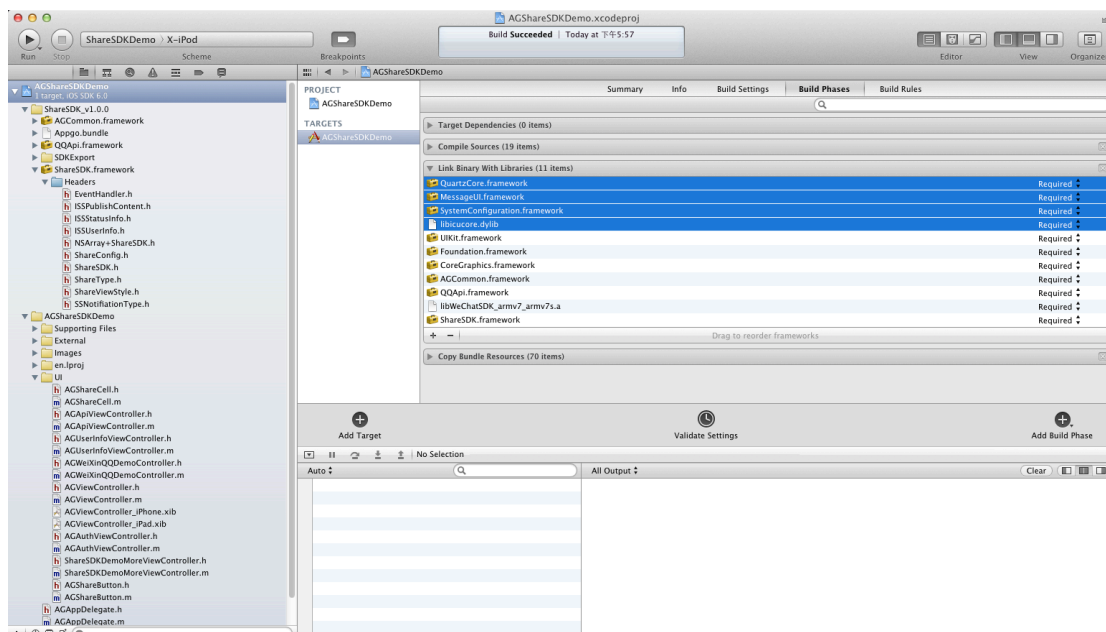 AGShareSDKDemo.xcodeproj
ShareSDKDemo › X-iPod
Build Succeeded | Today at 下午5:57
Run
Stop
Scheme
Breakpoints
Editor
View
Organize
AGShareSDKDemo
AGShareSDKDemo
1 target, iOS SDK 6.0
ShareSDK_v1.0.0
AGCommon.framework
Appgo.bundle
QQApi.framework
SDKExport
ShareSDK.framework
Headers
EventHandler.h
ISSPublishContent.h
ISSStatusInfo.h
ISSUserInfo.h
NSArray+ShareSDK.h
ShareConfig.h
ShareSDK.h
ShareType.h
ShareViewStyle.h
SSNotifiationType.h
AGShareSDKDemo
Supporting Files
External
Images
en.lproj
UI
AGShareCell.h
AGShareCell.m
AGApiViewController.h
AGApiViewController.m
AGUserInfoViewController.h
AGUserInfoViewController.m
AGWeiXinQQDemoController.h
AGWeiXinQQDemoController.m
AGViewController.h
AGViewController.m
AGViewController_iPhone.xib
AGViewController_iPad.xib
AGAuthViewController.h
AGAuthViewController.m
ShareSDKDemoMoreViewController.h
ShareSDKDemoMoreViewController.m
AGShareButton.h
AGShareButton.m
AGAppDelegate.h
AGAppDelegate.m
PROJECT
AGShareSDKDemo
TARGETS
AGShareSDKDemo
Summary
Info
Build Settings
Build Phases
Build Rules
Target Dependencies (0 items)
Compile Sources (19 items)
Link Binary With Libraries (11 items)
QuartzCore.framework Required
MessageUI.framework Required
SystemConfiguration.framework Required
libicucore.dylib Required
UIKit.framework Required
Foundation.framework Required
CoreGraphics.framework Required
AGCommon.framework Required
QQApi.framework Required
libWeChatSDK_armv7_armv7s.a Required
ShareSDK.framework Required
+ −
Drag to reorder frameworks
Copy Bundle Resources (70 items)
Add Target
Validate Settings
Add Build Phase
No Selection
Auto
All Output
Clear